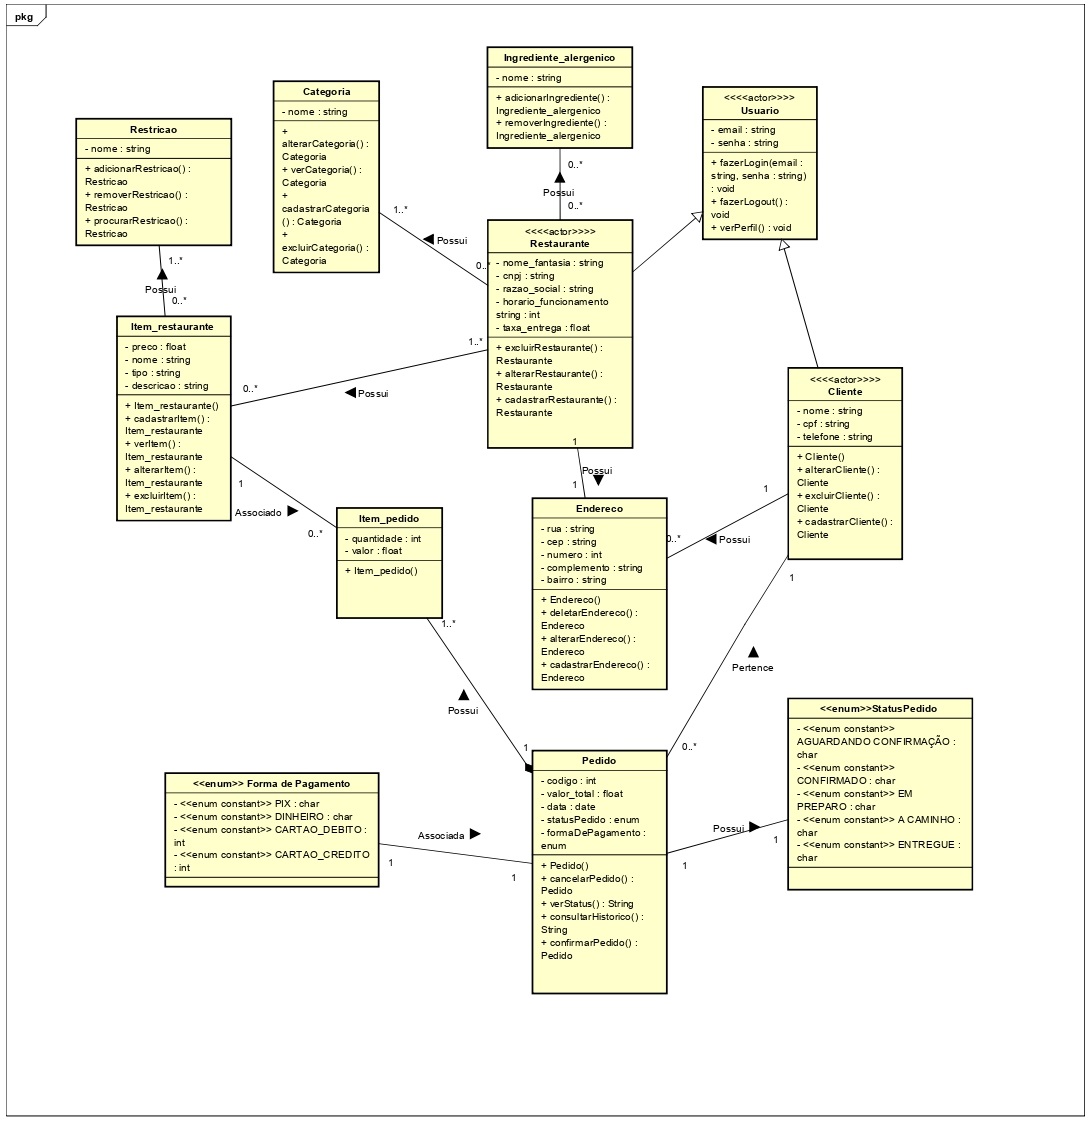 pkg
Ingrediente_alergenico
- nome : string
+ adicionarIngrediente() :
Ingrediente_alergenico
+ removerIngrediente() :
Ingrediente_alergenico
Categoria
- nome : string
+
alterarCategoria() :
Categoria
+ verCategoria() :
Categoria
+
cadastrarCategoria
() : Categoria
+
excluirCategoria() :
Categoria
<<<<actor>>>>
Usuario
- email : string
- senha : string
+ fazerLogin(email :
string, senha : string)
: void
+ fazerLogout() :
void
+ verPerfil() : void
Restricao
- nome : string
+ adicionarRestricao() :
Restricao
+ removerRestricao() :
Restricao
+ procurarRestricao() :
Restricao
0..*
Possui
0..*
1..*
Possui
0..*
<<<<actor>>>>
Restaurante
- nome_fantasia : string
- cnpj : string
- razao_social : string
- horario_funcionamento
string : int
- taxa_entrega : float
+ excluirRestaurante() :
Restaurante
+ alterarRestaurante() :
Restaurante
+ cadastrarRestaurante() :
Restaurante
1..*
Possui
0..*
Item_restaurante
- preco : float
- nome : string
- tipo : string
- descricao : string
+ Item_restaurante()
+ cadastrarItem() :
Item_restaurante
+ verItem() :
Item_restaurante
+ alterarItem() :
Item_restaurante
+ excluirItem() :
Item_restaurante
1..*
0..*
Possui
<<<<actor>>>>
Cliente
- nome : string
- cpf : string
- telefone : string
+ Cliente()
+ alterarCliente() :
Cliente
+ excluirCliente() :
Cliente
+ cadastrarCliente() :
Cliente
1
Possui
1
1
Associado
0..*
Item_pedido
- quantidade : int
- valor : float
+ Item_pedido()
Endereco
- rua : string
- cep : string
- numero : int
- complemento : string
- bairro : string
+ Endereco()
+ deletarEndereco() :
Endereco
+ alterarEndereco() :
Endereco
+ cadastrarEndereco() :
Endereco
1
0..*
Possui
1
Pertence
0..*
1..*
Possui
1
Pedido
- codigo : int
- valor_total : float
- data : date
- statusPedido : enum
- formaDePagamento :
enum
+ Pedido()
+ cancelarPedido() :
Pedido
+ verStatus() : String
+ consultarHistorico() :
String
+ confirmarPedido() :
Pedido
<<enum>>StatusPedido
- <<enum constant>>
AGUARDANDO CONFIRMAÇÃO :
char
- <<enum constant>>
CONFIRMADO : char
- <<enum constant>> EM
PREPARO : char
- <<enum constant>> A CAMINHO :
char
- <<enum constant>> ENTREGUE :
char
<<enum>> Forma de Pagamento
- <<enum constant>> PIX : char
- <<enum constant>> DINHEIRO : char
- <<enum constant>> CARTAO_DEBITO :
int
- <<enum constant>> CARTAO_CREDITO
: int
Associada
1
1
Possui
1
1